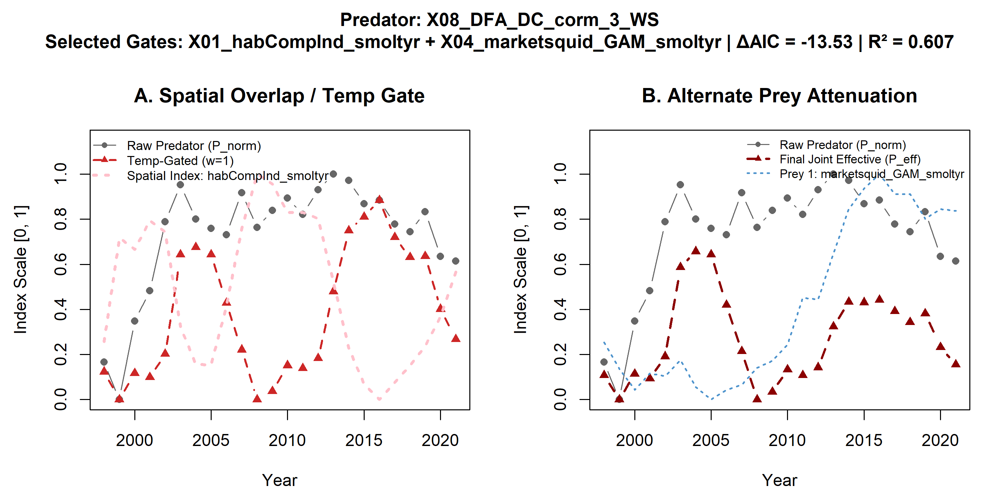 Predator: X08_DFA_DC_corm_3_WS
Selected Gates: X01_habCompInd_smoltyr + X04_marketsquid_GAM_smoltyr | ΔAIC = -13.53 | R² = 0.607
A. Spatial Overlap / Temp Gate
Raw Predator (P_norm)
Temp-Gated (w=1)
Spatial Index: habCompInd_smoltyr
Index Scale [0, 1]
1.0
0.8
0.6
0.4
0.2
0.0
2000 2005 2010 2015 2020
Year
B. Alternate Prey Attenuation
Raw Predator (P_norm)
Final Joint Effective (P_eff)
Prey 1: marketsquid_GAM_smoltyr
Index Scale [0, 1]
1.0
0.8
0.6
0.4
0.2
0.0
2000 2005 2010 2015 2020
Year